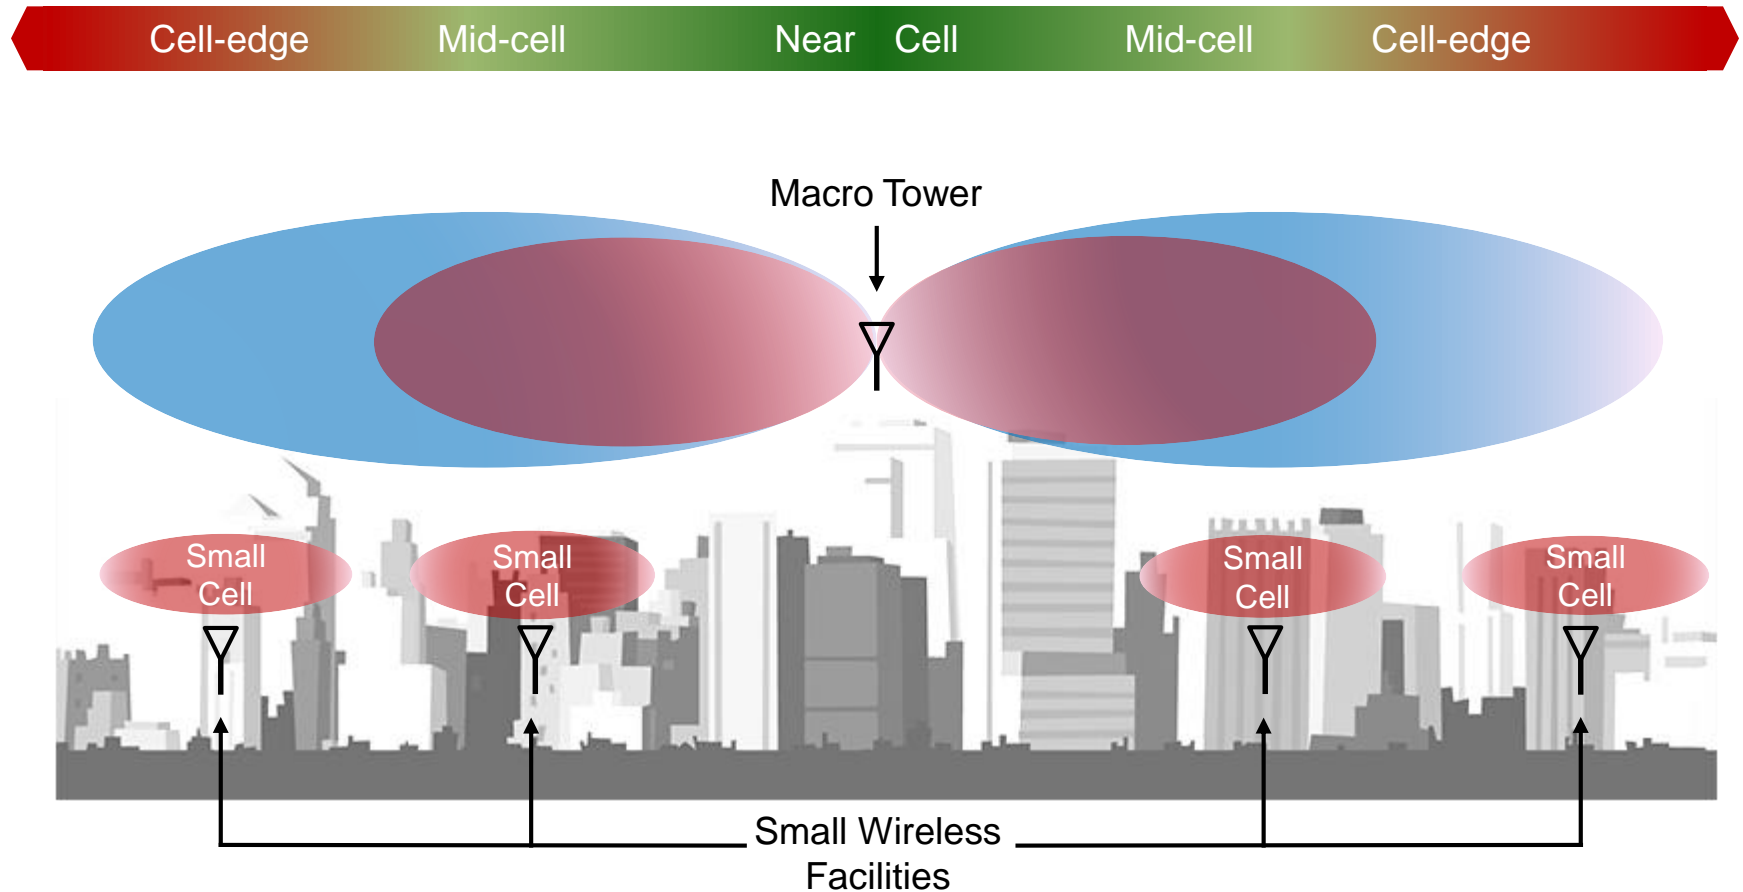 Cell-edge Mid-cell Near Cell Mid-cell Cell-edge
Macro Tower
Small
Cell
Small
Cell
Small
Cell
Small
Cell
Small Wireless
Facilities